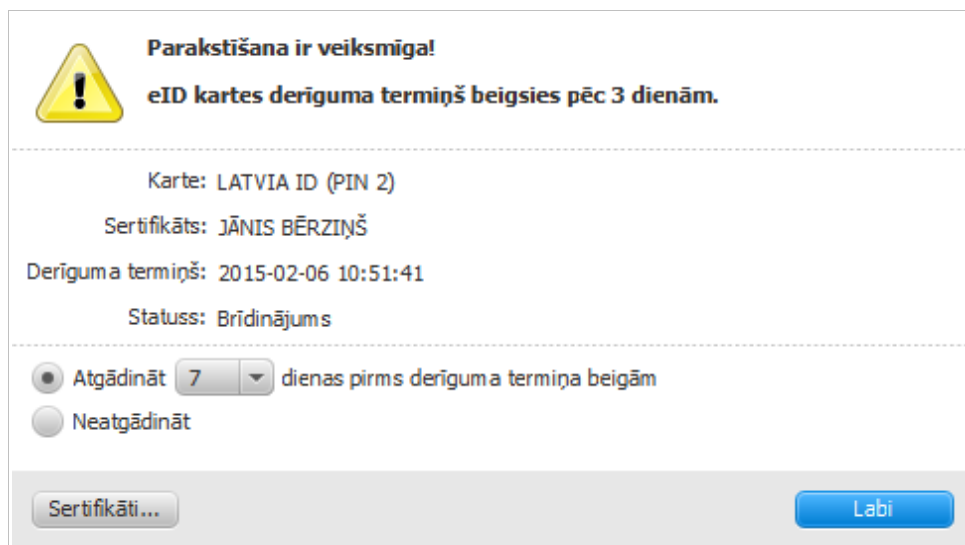 Parakstīšana ir veiksmīga!
eID kartes derīguma termiņš beigsies pēc 3 dienām.
Karte: LATVIA ID (PIN 2)
Sertifikāts: JĀNIS BĒRZIŅŠ
Derīguma termiņš: 2015-02-06 10:51:41
Statuss: Brīdinājums
Atgādināt 7 dienas pirms derīguma termiņa beigām
Neatgādināt
Sertifikāti... Labi